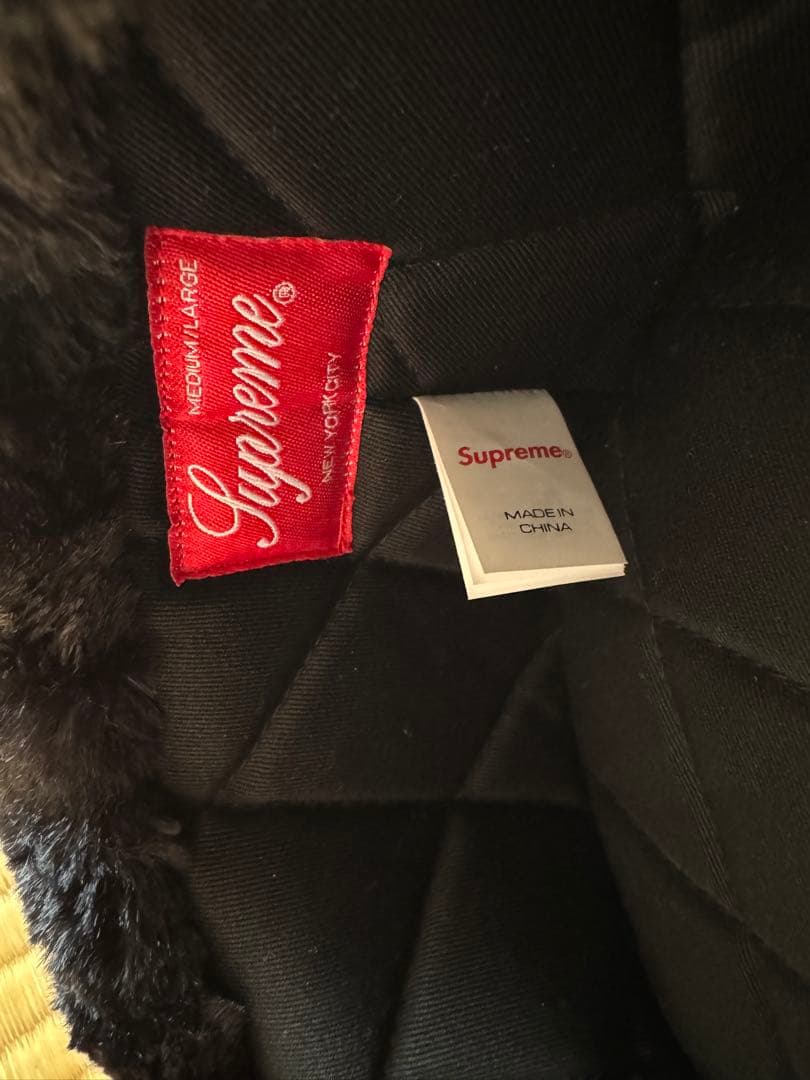 MEDIUM/LARGE
Supreme®
NEW YORK CITY
Supreme®
MADE IN
CHINA